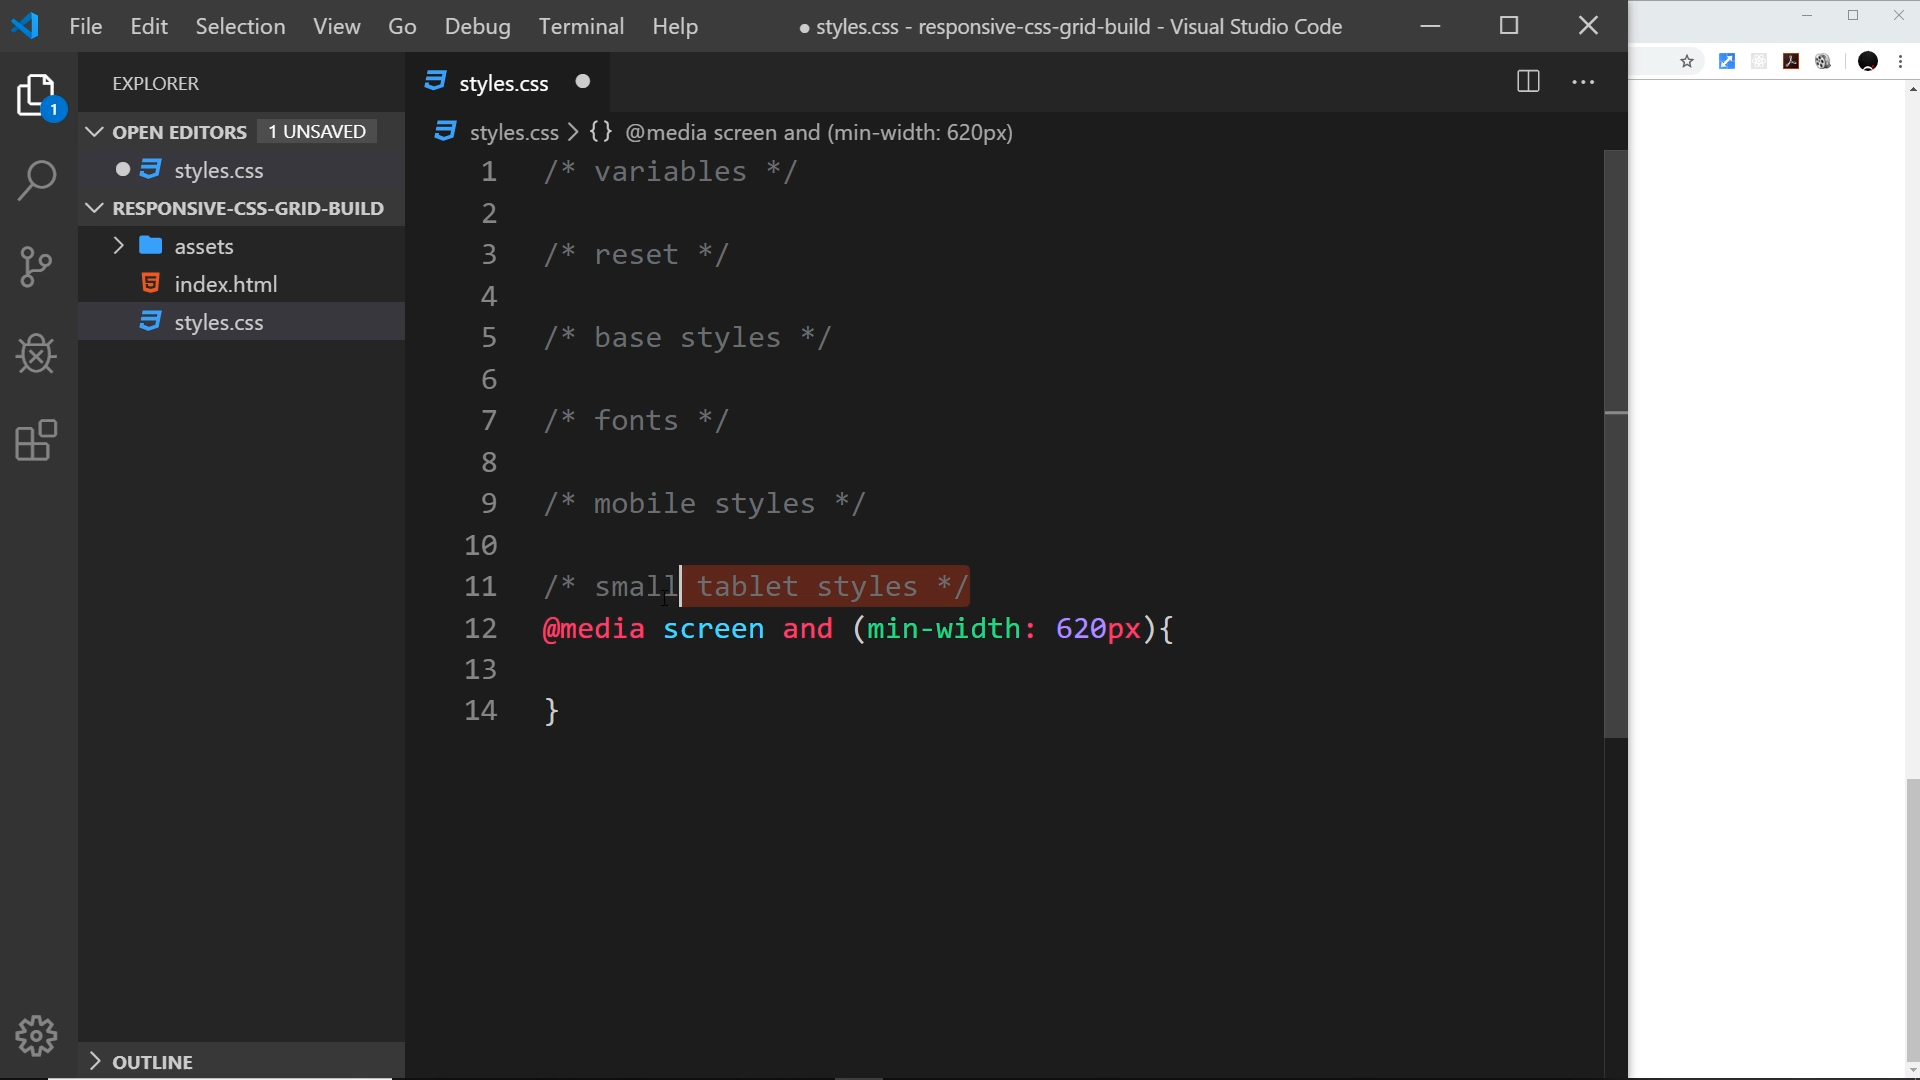 File Edit Selection View Go Debug Terminal Help ● styles.css - responsive-css-grid-build - Visual Studio Code
EXPLORER
OPEN EDITORS 1 UNSAVED
styles.css
RESPONSIVE-CSS-GRID-BUILD
assets
index.html
styles.css
OUTLINE
1
styles.css
styles.css > {} @media screen and (min-width: 620px)
1 /* variables */
2
3 /* reset */
4
5 /* base styles */
6
7 /* fonts */
8
9 /* mobile styles */
10
11 /* small tablet styles */
12 @media screen and (min-width: 620px){
13
14 }